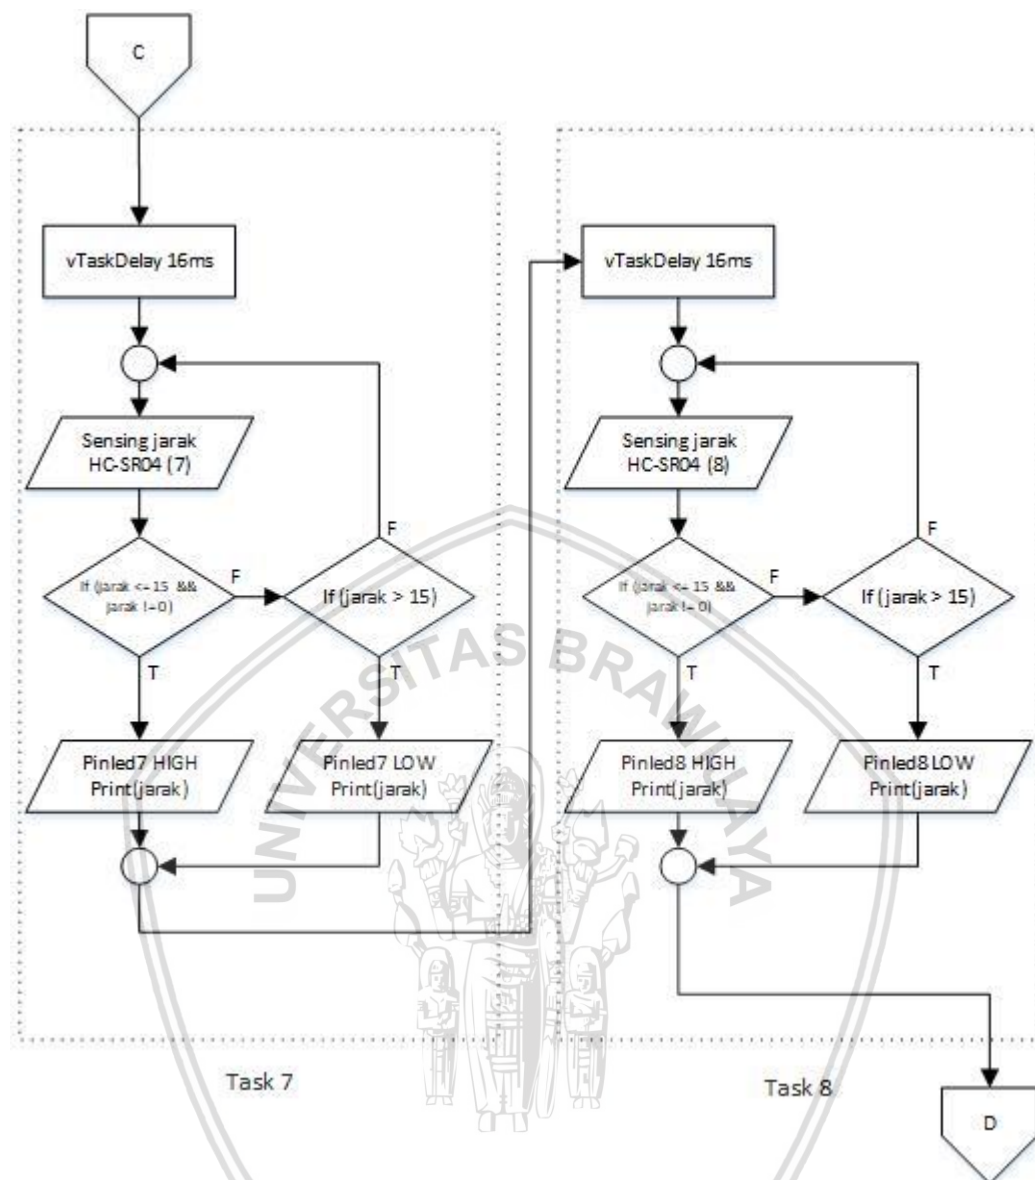 C
vTaskDelay 16ms
Sensing jarak
HC-SR04 (7)
If (jarak <= 15 &&
jarak != 0)
F
If (jarak > 15)
F
T
T
Pinled7 HIGH
Print(jarak)
Pinled7 LOW
Print(jarak)
Task 7
vTaskDelay 16ms
Sensing jarak
HC-SR04 (8)
If (jarak <= 15 &&
jarak != 0)
F
If (jarak > 15)
F
T
T
Pinled8 HIGH
Print(jarak)
Pinled8 LOW
Print(jarak)
Task 8
D
UNIVERSITAS BRAWIJAYA